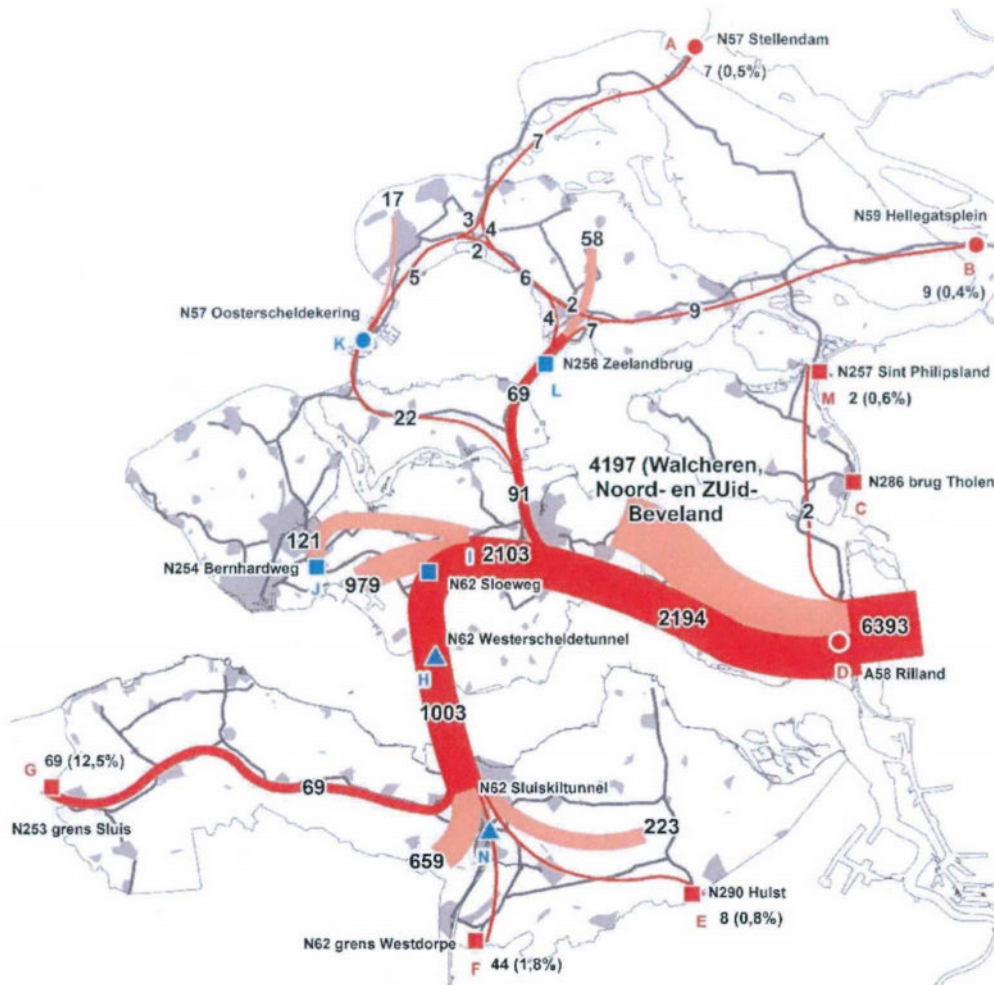 A
N57 Stellendam
7 (0,5%)
7
17
3
4
2
58
N59 Hellegatsplein
B
9 (0,4%)
5
6
2
4
7
9
N57 Oosterscheldekering
K
N256 Zeelandbrug
L
N257 Sint Philipsland
M
2 (0,6%)
69
22
4197 (Walcheren,
Noord- en ZUid-
Beveland
91
N286 brug Tholen
C
2
121
I
2103
N254 Bernhardweg
J
979
N62 Sloeweg
2194
6393
N62 Westerscheldetunnel
H
D
A58 Rilland
1003
G
69 (12,5%)
69
N62 Sluiskiltunnel
N253 grens Sluis
223
659
N
N290 Hulst
E
8 (0,8%)
N62 grens Westdorpe
F
44 (1,8%)